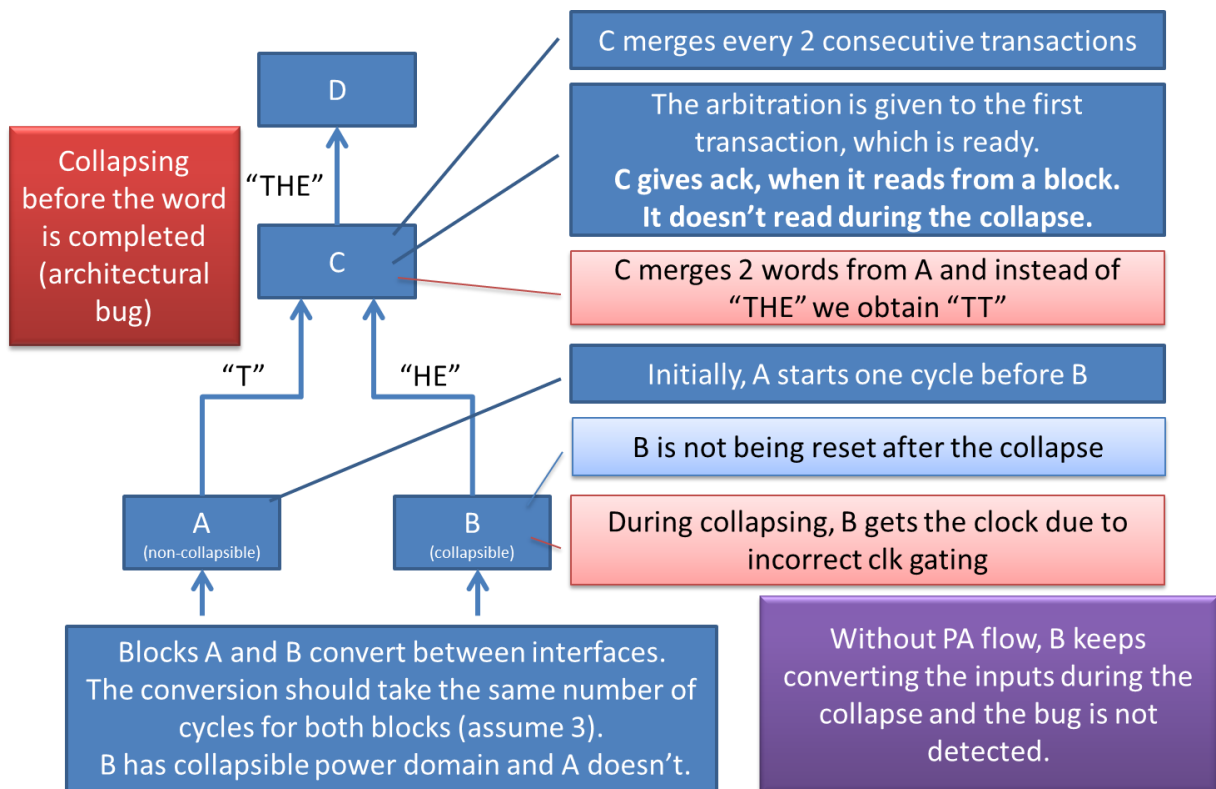 C merges every 2 consecutive transactions
D
The arbitration is given to the first
transaction, which is ready.
C gives ack, when it reads from a block.
It doesn’t read during the collapse.
Collapsing
before the word
is completed
(architectural
bug)
“THE”
C
C merges 2 words from A and instead of
“THE” we obtain “TT”
“T”
“HE”
Initially, A starts one cycle before B
B is not being reset after the collapse
A
(non-collapsible)
B
(collapsible)
During collapsing, B gets the clock due to
incorrect clk gating
Blocks A and B convert between interfaces.
The conversion should take the same number of
cycles for both blocks (assume 3).
B has collapsible power domain and A doesn’t.
Without PA flow, B keeps
converting the inputs during the
collapse and the bug is not
detected.